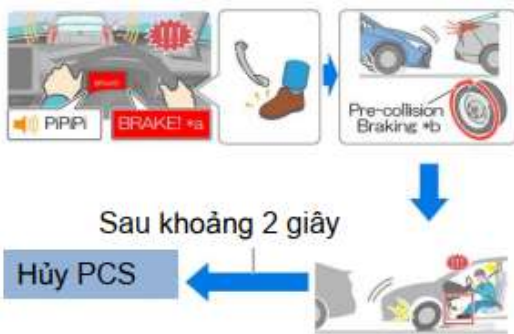 PiPiPi
BRAKE! *a
Pre-collision
Braking *b
Sau khoảng 2 giây
Hủy PCS